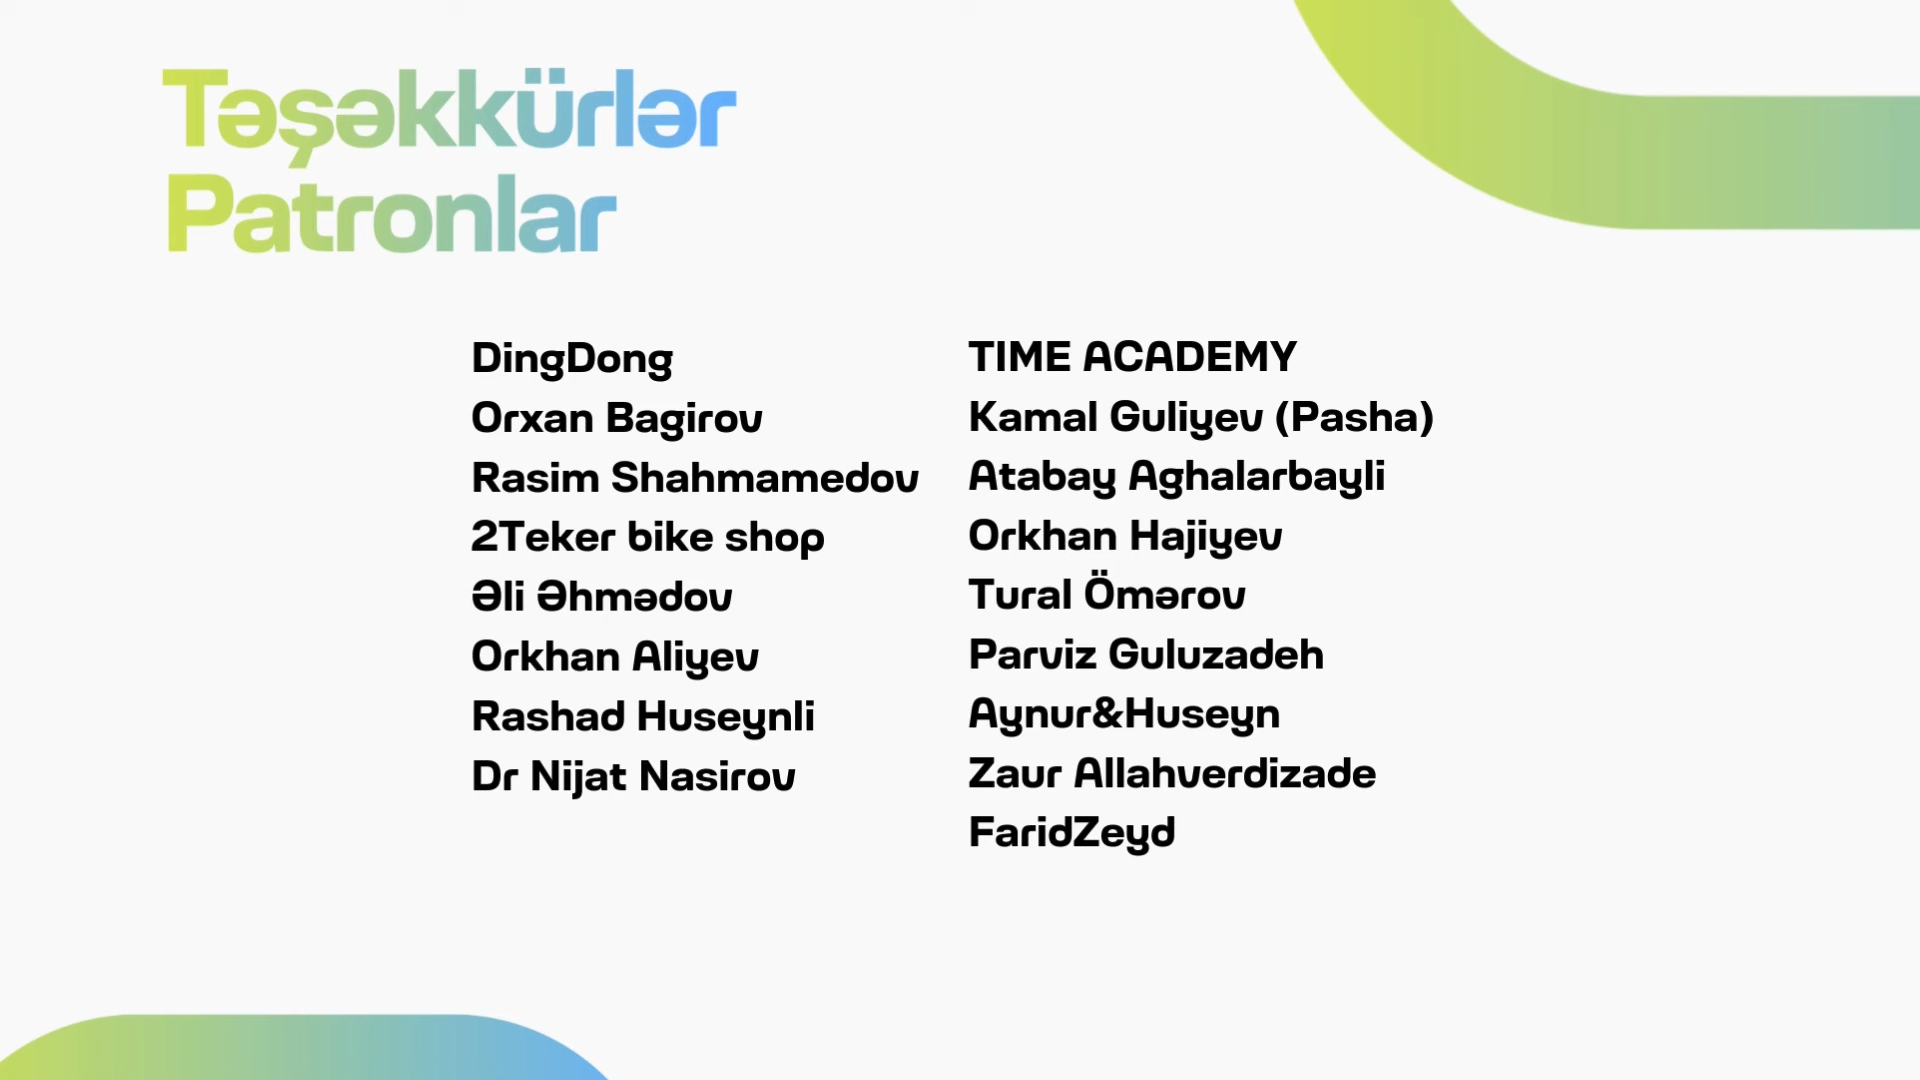 Təşəkkürlər
Patronlar
DingDong
Orxan Bagirov
Rasim Shahmamedov
2Teker bike shop
Əli Əhmədov
Orkhan Aliyev
Rashad Huseynli
Dr Nijat Nasirov
TIME ACADEMY
Kamal Guliyev (Pasha)
Atabay Aghalarbayli
Orkhan Hajiyev
Tural Ömərov
Parviz Guluzadeh
Aynur&Huseyn
Zaur Allahverdizade
FaridZeyd